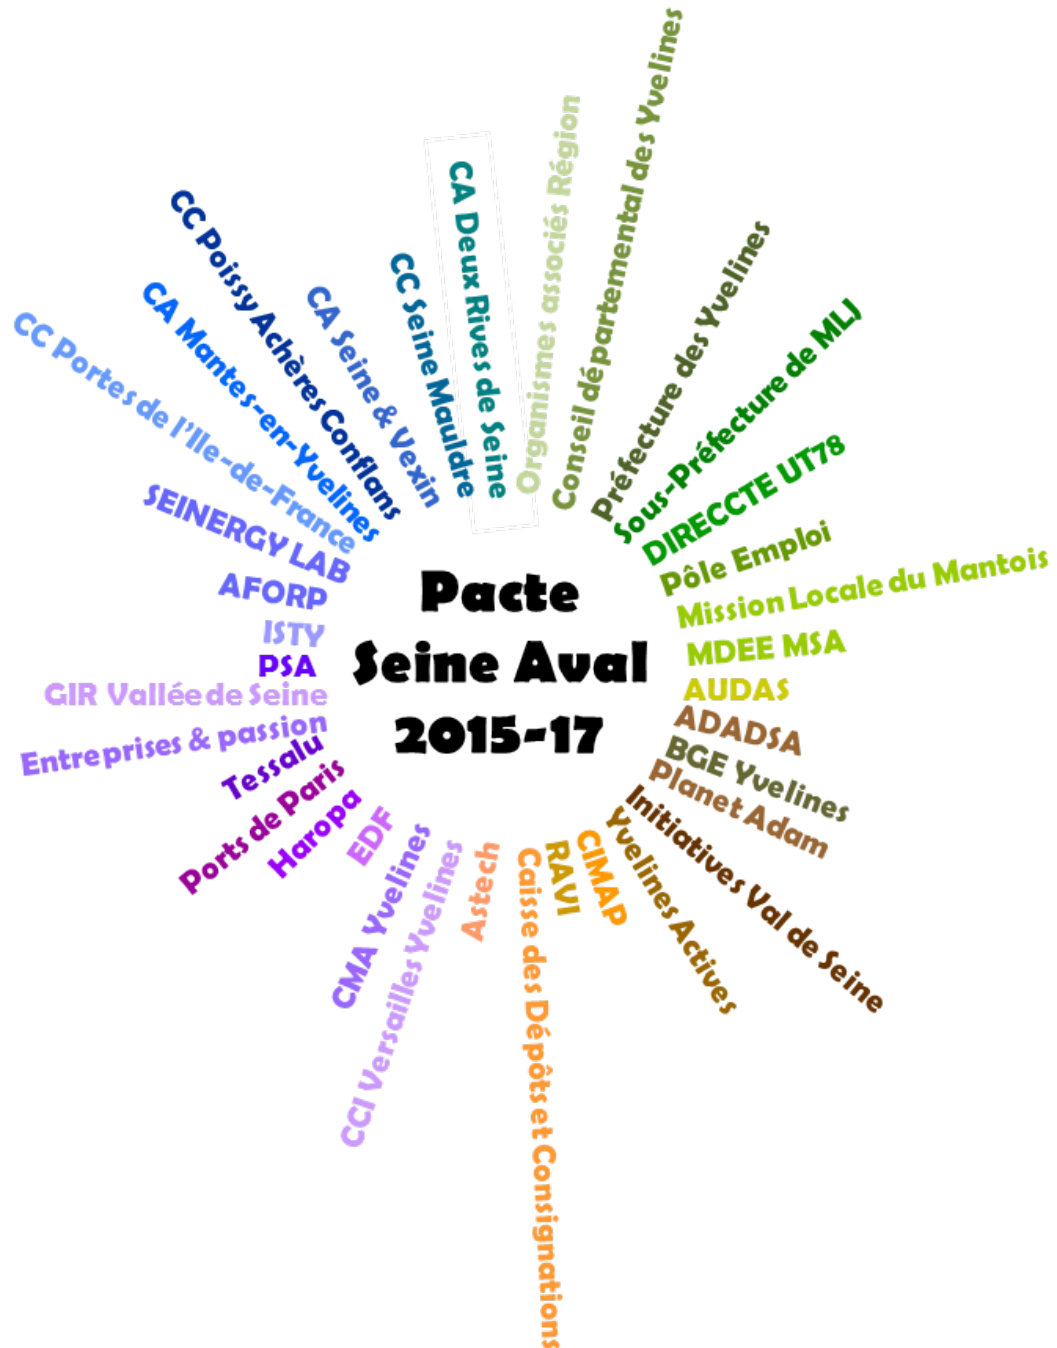 Pacte
Seine Aval
2015-17
Organismes associés Région
Conseil départemental des Yvelines
Préfecture des Yvelines
Sous-Préfecture de MLJ
DIRECCTE UT78
Pôle Emploi
Mission Locale du Mantois
MDEE MSA
AUDAS
ADADSA
BGE Yvelines
Planet Adam
Initiatives Val de Seine
Yvelines Actives
CIMAP
RAVI
Caisse des Dépôts et Consignations
Astech
CCI Versailles Yvelines
CMA Yvelines
EDF
Haropa
Ports de Paris
Tessalu
Entreprises & passion
GIR Vallée de Seine
PSA
ISTY
AFORP
SEINERGY LAB
CC Portes de l'Ile-de-France
CA Mantes-en-Yvelines
CC Poissy Achères Conflans
CA Seine & Vexin
CC Seine Mauldre
CA Deux Rives de Seine